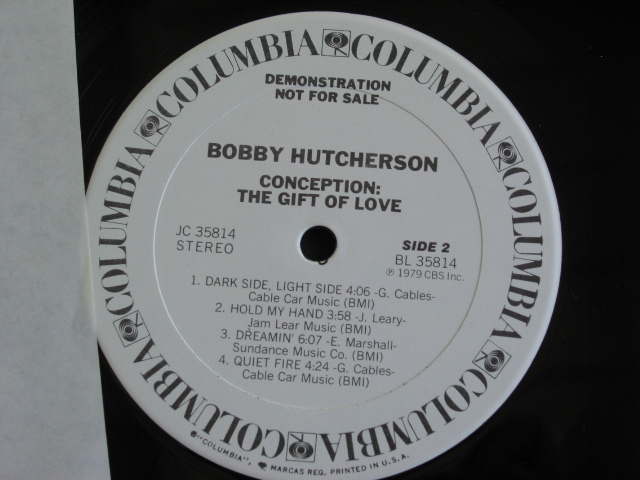 COLUMBIA COLUMBIA COLUMBIA COLUMBIA COLUMBIA COLUMBIA COLUMBIA
DEMONSTRATION
NOT FOR SALE
BOBBY HUTCHERSON
CONCEPTION:
THE GIFT OF LOVE
JC 35814
STEREO
SIDE 2
BL 35814
℗ 1979 CBS Inc.
1. DARK SIDE, LIGHT SIDE 4:06 -G. Cables-
Cable Car Music (BMI)
2. HOLD MY HAND 3:58 -J. Leary-
Jam Lear Music (BMI)
3. DREAMIN' 6:07 -E. Marshall-
Sundance Music Co. (BMI)
4. QUIET FIRE 4:24 -G. Cables-
Cable Car Music (BMI)
®"COLUMBIA", MARCAS REG. PRINTED IN U.S.A.